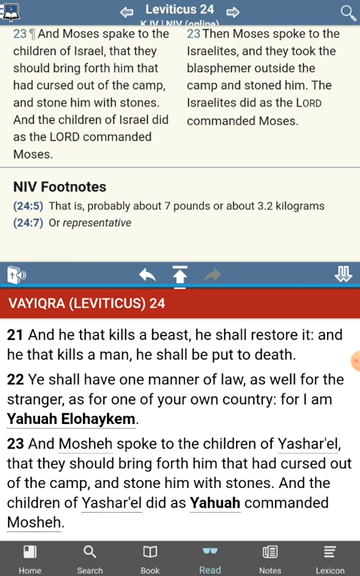 Leviticus 24
KJV | NIV (online)
23 ¶ And Moses spake to the
children of Israel, that they
should bring forth him that
had cursed out of the camp,
and stone him with stones.
And the children of Israel did
as the LORD commanded
Moses.
23 Then Moses spoke to the
Israelites, and they took the
blasphemer outside the
camp and stoned him. The
Israelites did as the LORD
commanded Moses.
NIV Footnotes
(24:5) That is, probably about 7 pounds or about 3.2 kilograms
(24:7) Or representative
VAYIQRA (LEVITICUS) 24
21 And he that kills a beast, he shall restore it: and
he that kills a man, he shall be put to death.
22 Ye shall have one manner of law, as well for the
stranger, as for one of your own country: for I am
Yahuah Elohaykem.
23 And Mosheh spoke to the children of Yashar'el,
that they should bring forth him that had cursed out
of the camp, and stone him with stones. And the
children of Yashar'el did as Yahuah commanded
Mosheh.
Home Search Book Read Notes Lexicon